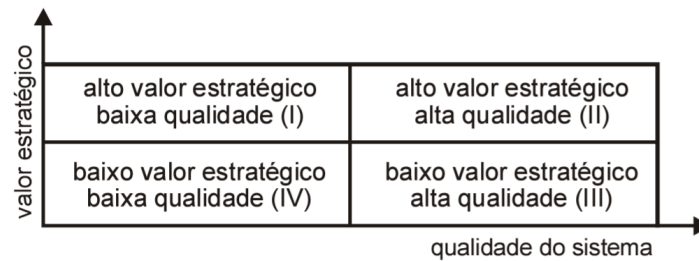 valor estratégico
alto valor estratégico
baixa qualidade (I)
alto valor estratégico
alta qualidade (II)
baixo valor estratégico
baixa qualidade (IV)
baixo valor estratégico
alta qualidade (III)
qualidade do sistema